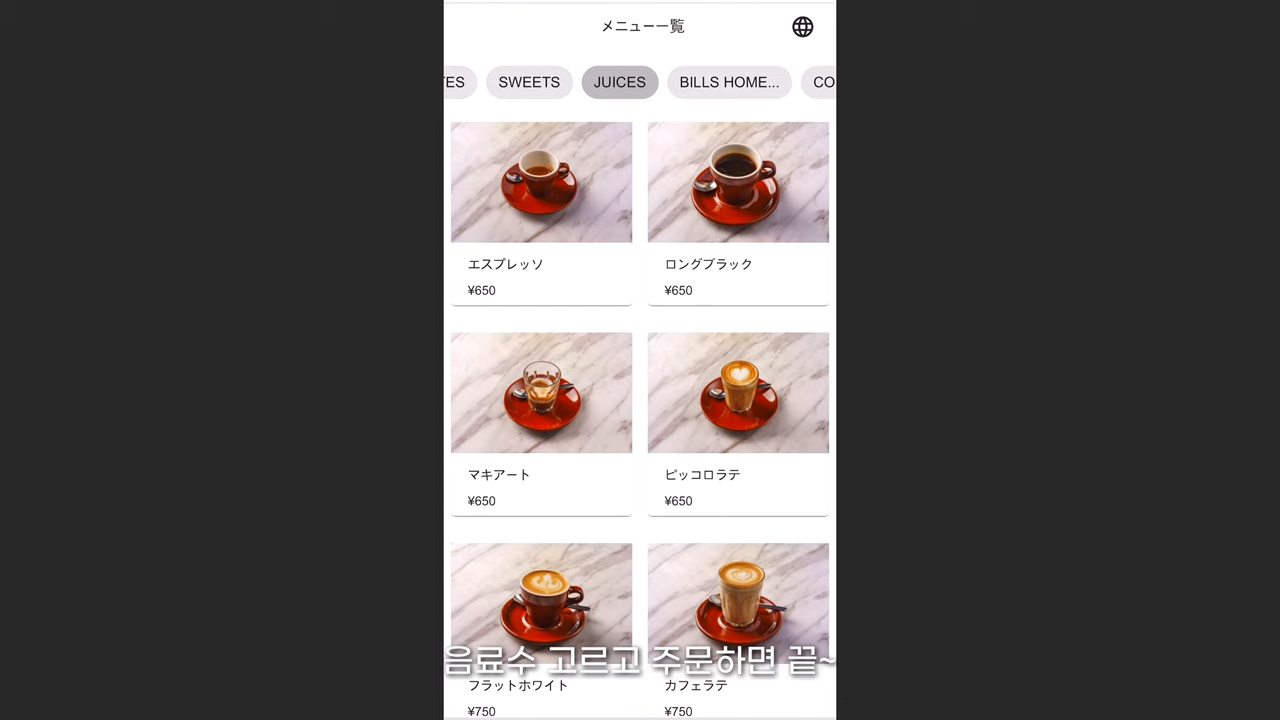 メニュー一覧
TES SWEETS JUICES BILLS HOME... CO
エスプレッソ ロングブラック
¥650 ¥650
マキアート ピッコロラテ
¥650 ¥650
음료수 고르고 주문하면 끝~
フラットホワイト カフェラテ
¥750 ¥750